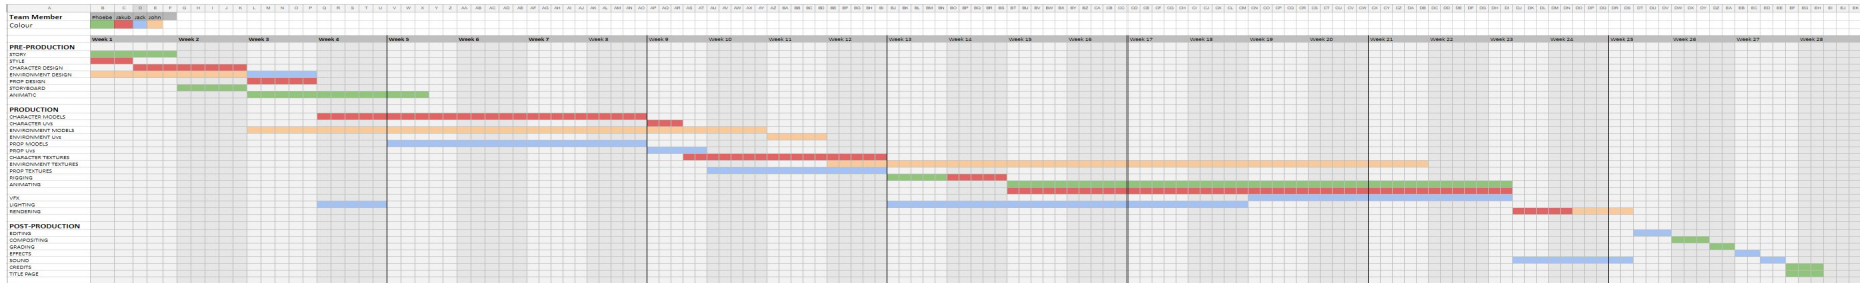 Team Member Phoebe Jakub Jack John
Colour
Week 1 Week 2 Week 3 Week 4 Week 5 Week 6 Week 7 Week 8 Week 9 Week 10 Week 11 Week 12 Week 13 Week 14 Week 15 Week 16 Week 17 Week 18 Week 19 Week 20 Week 21 Week 22 Week 23 Week 24 Week 25 Week 26 Week 27 Week 28
PRE-PRODUCTION
STORY
STYLE
CHARACTER DESIGN
ENVIRONMENT DESIGN
PROP DESIGN
STORYBOARD
ANIMATIC
PRODUCTION
CHARACTER MODELS
CHARACTER UVs
ENVIRONMENT MODELS
ENVIRONMENT UVs
PROP MODELS
PROP UVs
CHARACTER TEXTURES
ENVIRONMENT TEXTURES
PROP TEXTURES
RIGGING
ANIMATING
VFX
LIGHTING
RENDERING
POST-PRODUCTION
EDITING
COMPOSITING
GRADING
EFFECTS
SOUND
CREDITS
TITLE PAGE